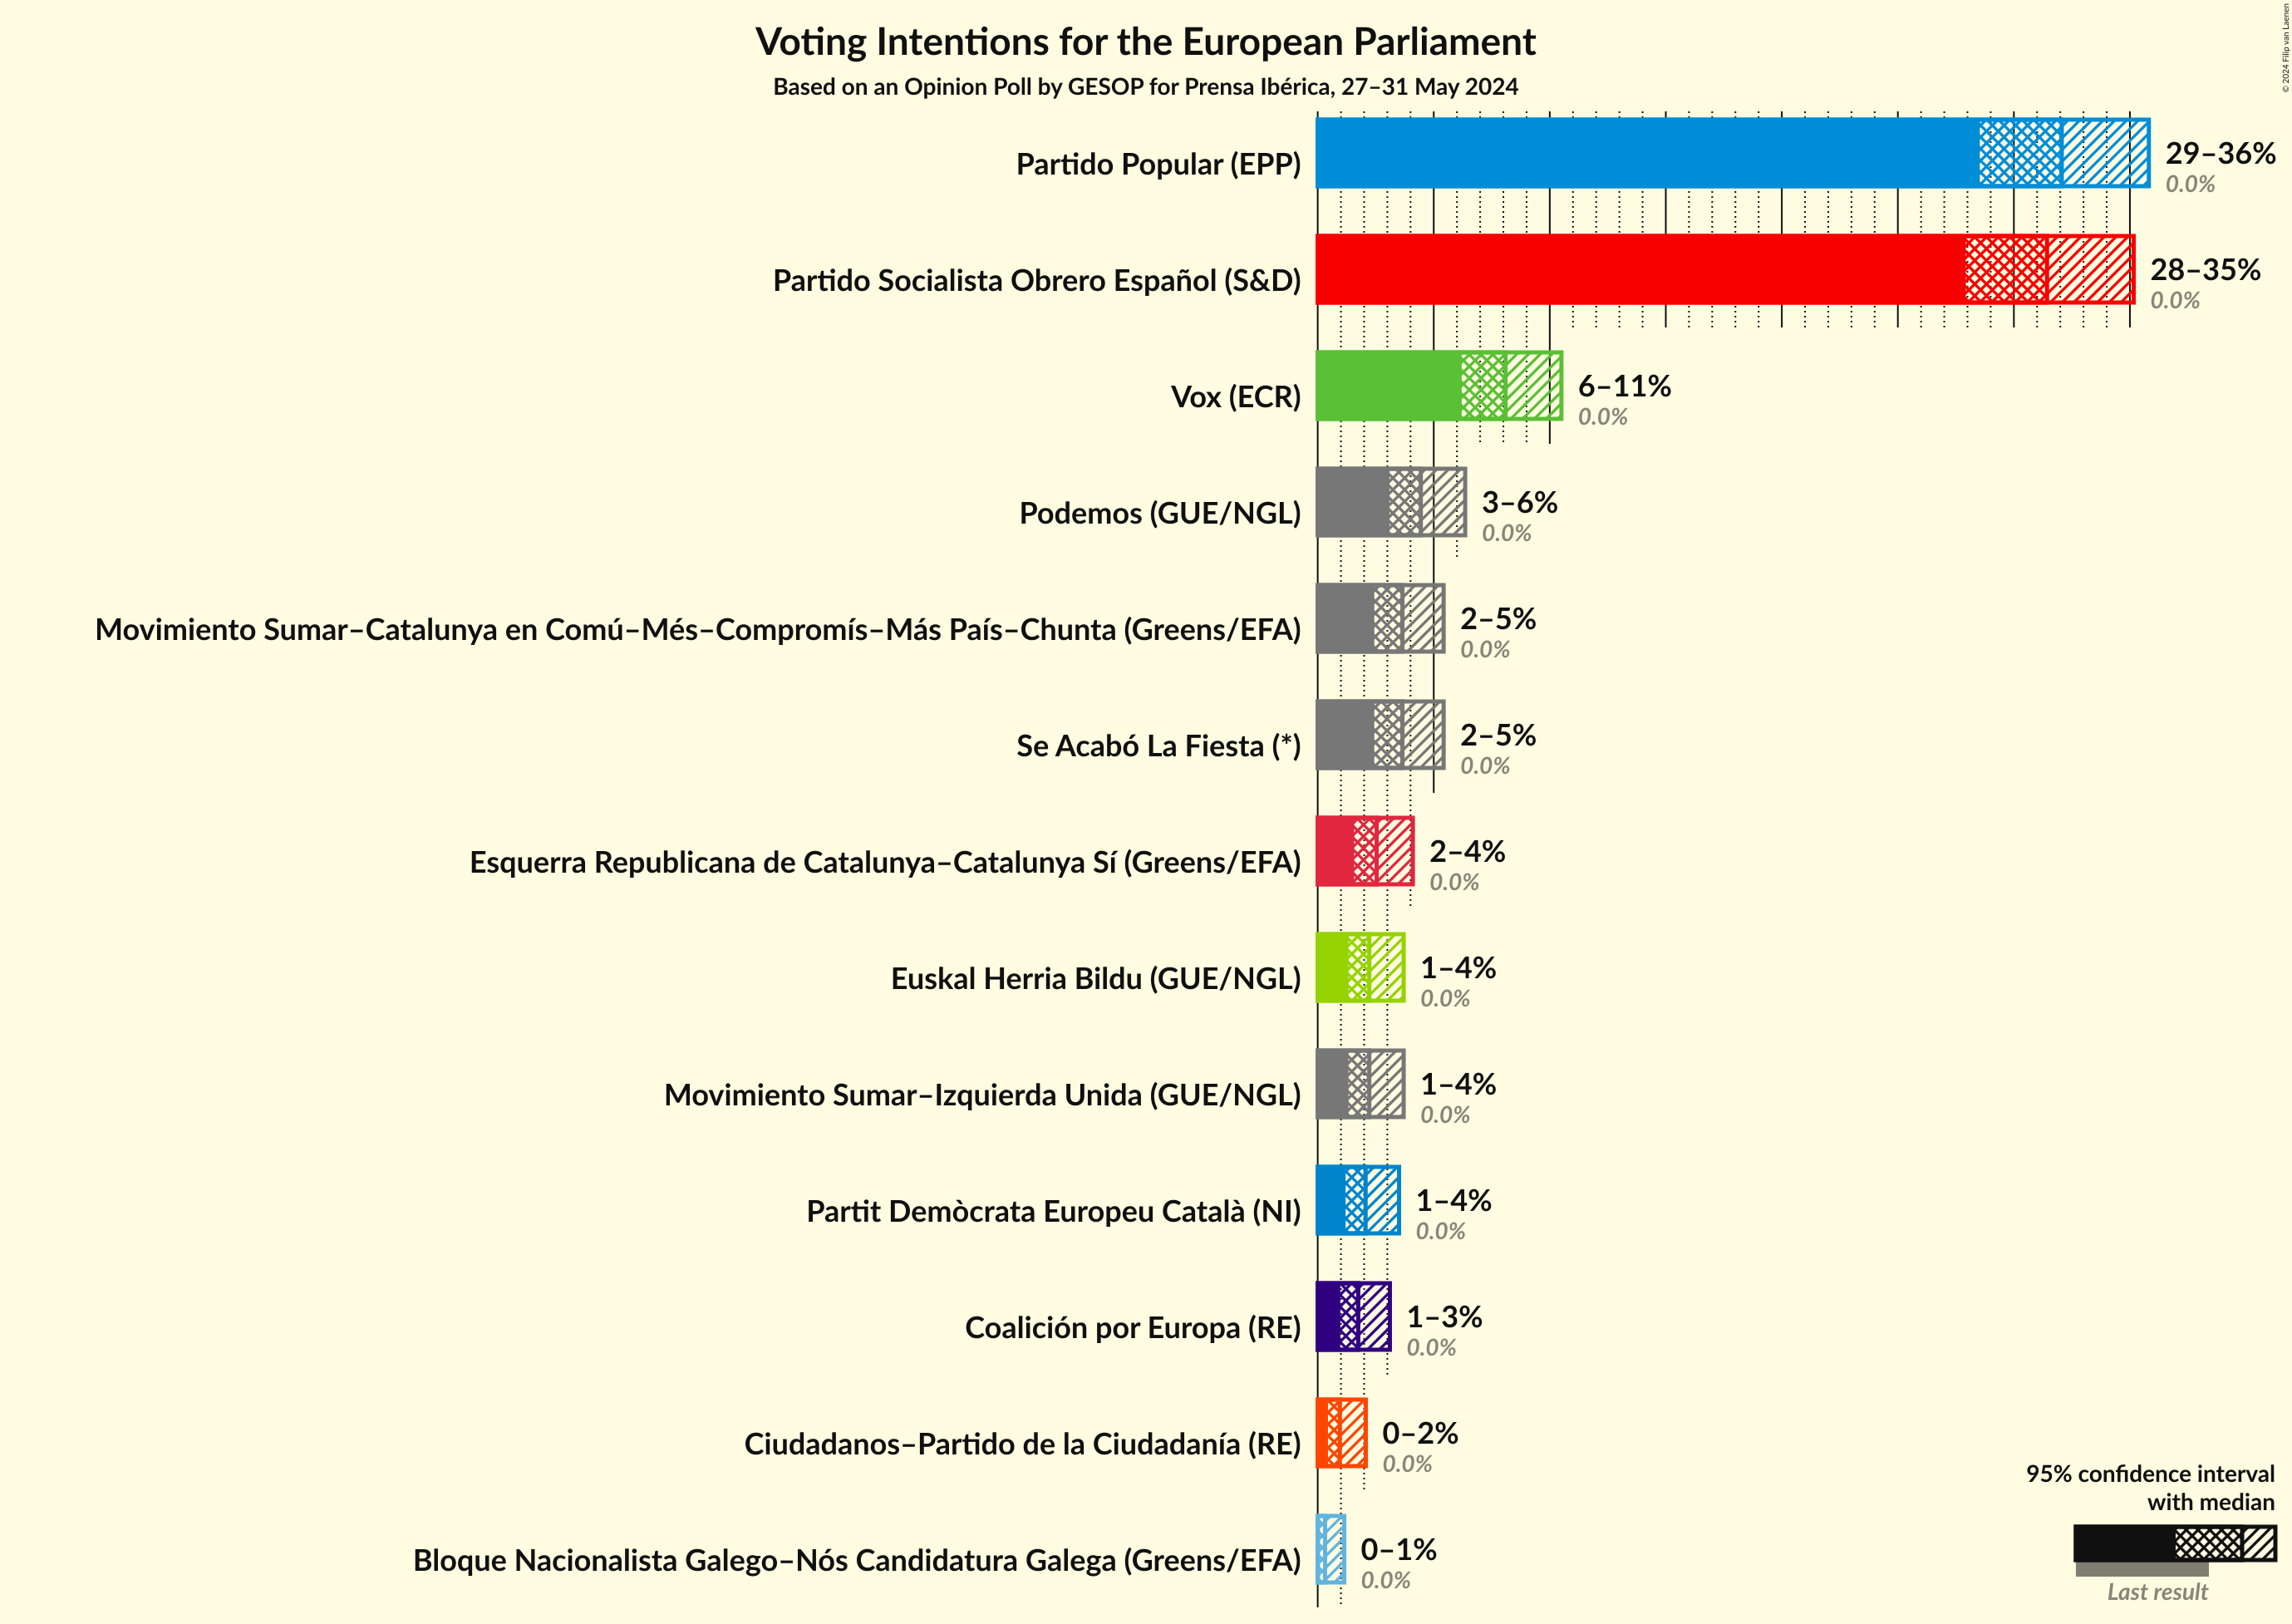 Voting Intentions for the European Parliament
Based on an Opinion Poll by GESOP for Prensa Ibérica, 27–31 May 2024
© 2024 Filip van Laenen
Partido Popular (EPP)
29–36%
0.0%
Partido Socialista Obrero Español (S&D)
28–35%
0.0%
Vox (ECR)
6–11%
0.0%
Podemos (GUE/NGL)
3–6%
0.0%
Movimiento Sumar–Catalunya en Comú–Més–Compromís–Más País–Chunta (Greens/EFA)
2–5%
0.0%
Se Acabó La Fiesta (*)
2–5%
0.0%
Esquerra Republicana de Catalunya–Catalunya Sí (Greens/EFA)
2–4%
0.0%
Euskal Herria Bildu (GUE/NGL)
1–4%
0.0%
Movimiento Sumar–Izquierda Unida (GUE/NGL)
1–4%
0.0%
Partit Demòcrata Europeu Català (NI)
1–4%
0.0%
Coalición por Europa (RE)
1–3%
0.0%
Ciudadanos–Partido de la Ciudadanía (RE)
0–2%
0.0%
Bloque Nacionalista Galego–Nós Candidatura Galega (Greens/EFA)
0–1%
0.0%
95% confidence interval
with median
Last result